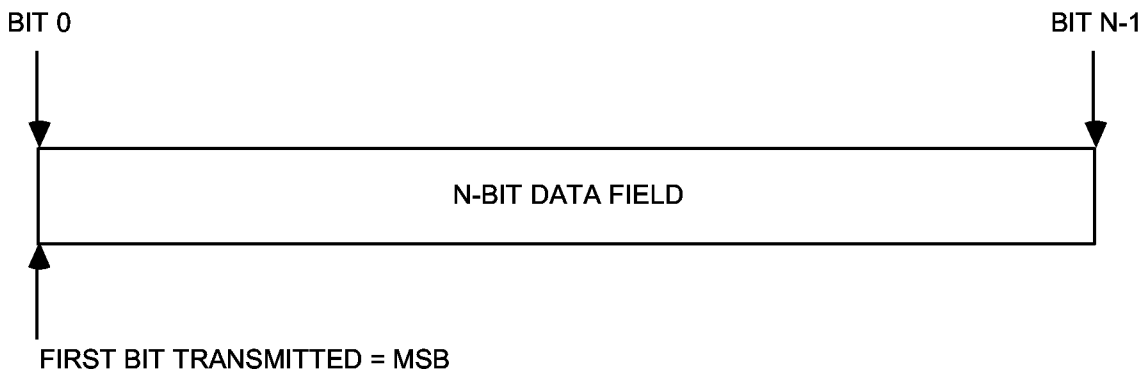 BIT 0
BIT N-1
N-BIT DATA FIELD
FIRST BIT TRANSMITTED = MSB